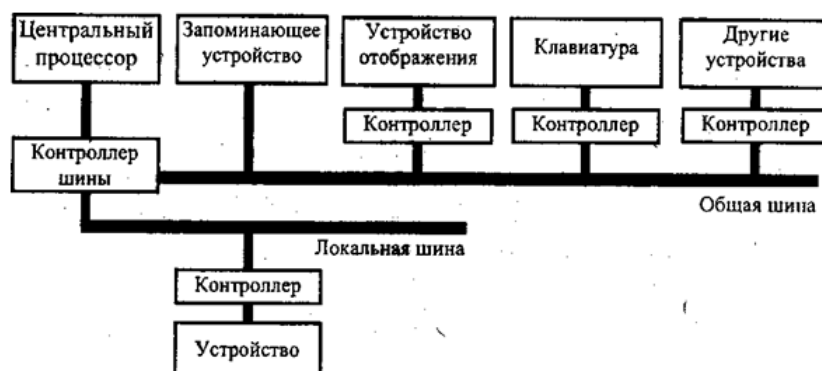 Центральный
процессор
Запоминающее
устройство
Устройство
отображения
Клавиатура
Другие
устройства
Контроллер
Контроллер
Контроллер
Контроллер
шины
Общая шина
Локальная шина
Контроллер
Устройство